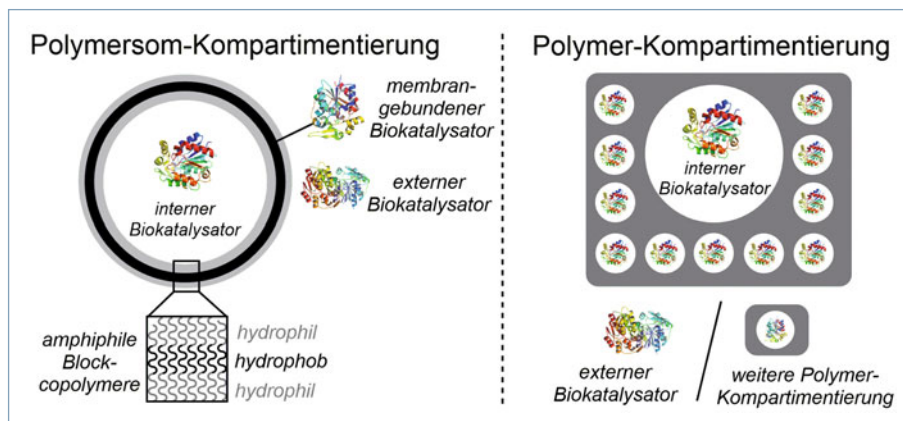 Polymersom-Kompartimentierung
membran-
gebundener
Biokatalysator
externer
Biokatalysator
interner
Biokatalysator
amphiphile
Block-
copolymere
hydrophil
hydrophob
hydrophil
Polymer-Kompartimentierung
interner
Biokatalysator
externer
Biokatalysator
weitere Polymer-
Kompartimentierung